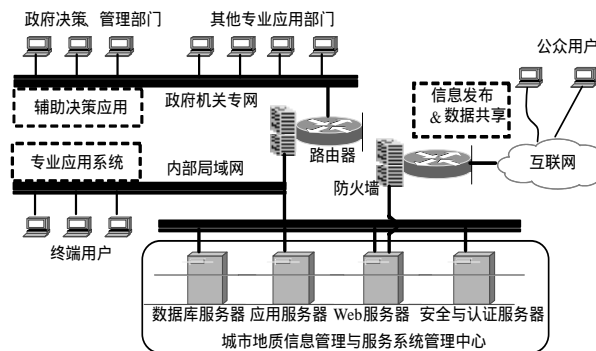 政府决策、管理部门
其他专业应用部门
公众用户
辅助决策应用
政府机关专网
信息发布
&数据共享
专业应用系统
内部局域网
路由器
互联网
防火墙
终端用户
数据库服务器
应用服务器
Web服务器
安全与认证服务器
城市地质信息管理与服务系统管理中心